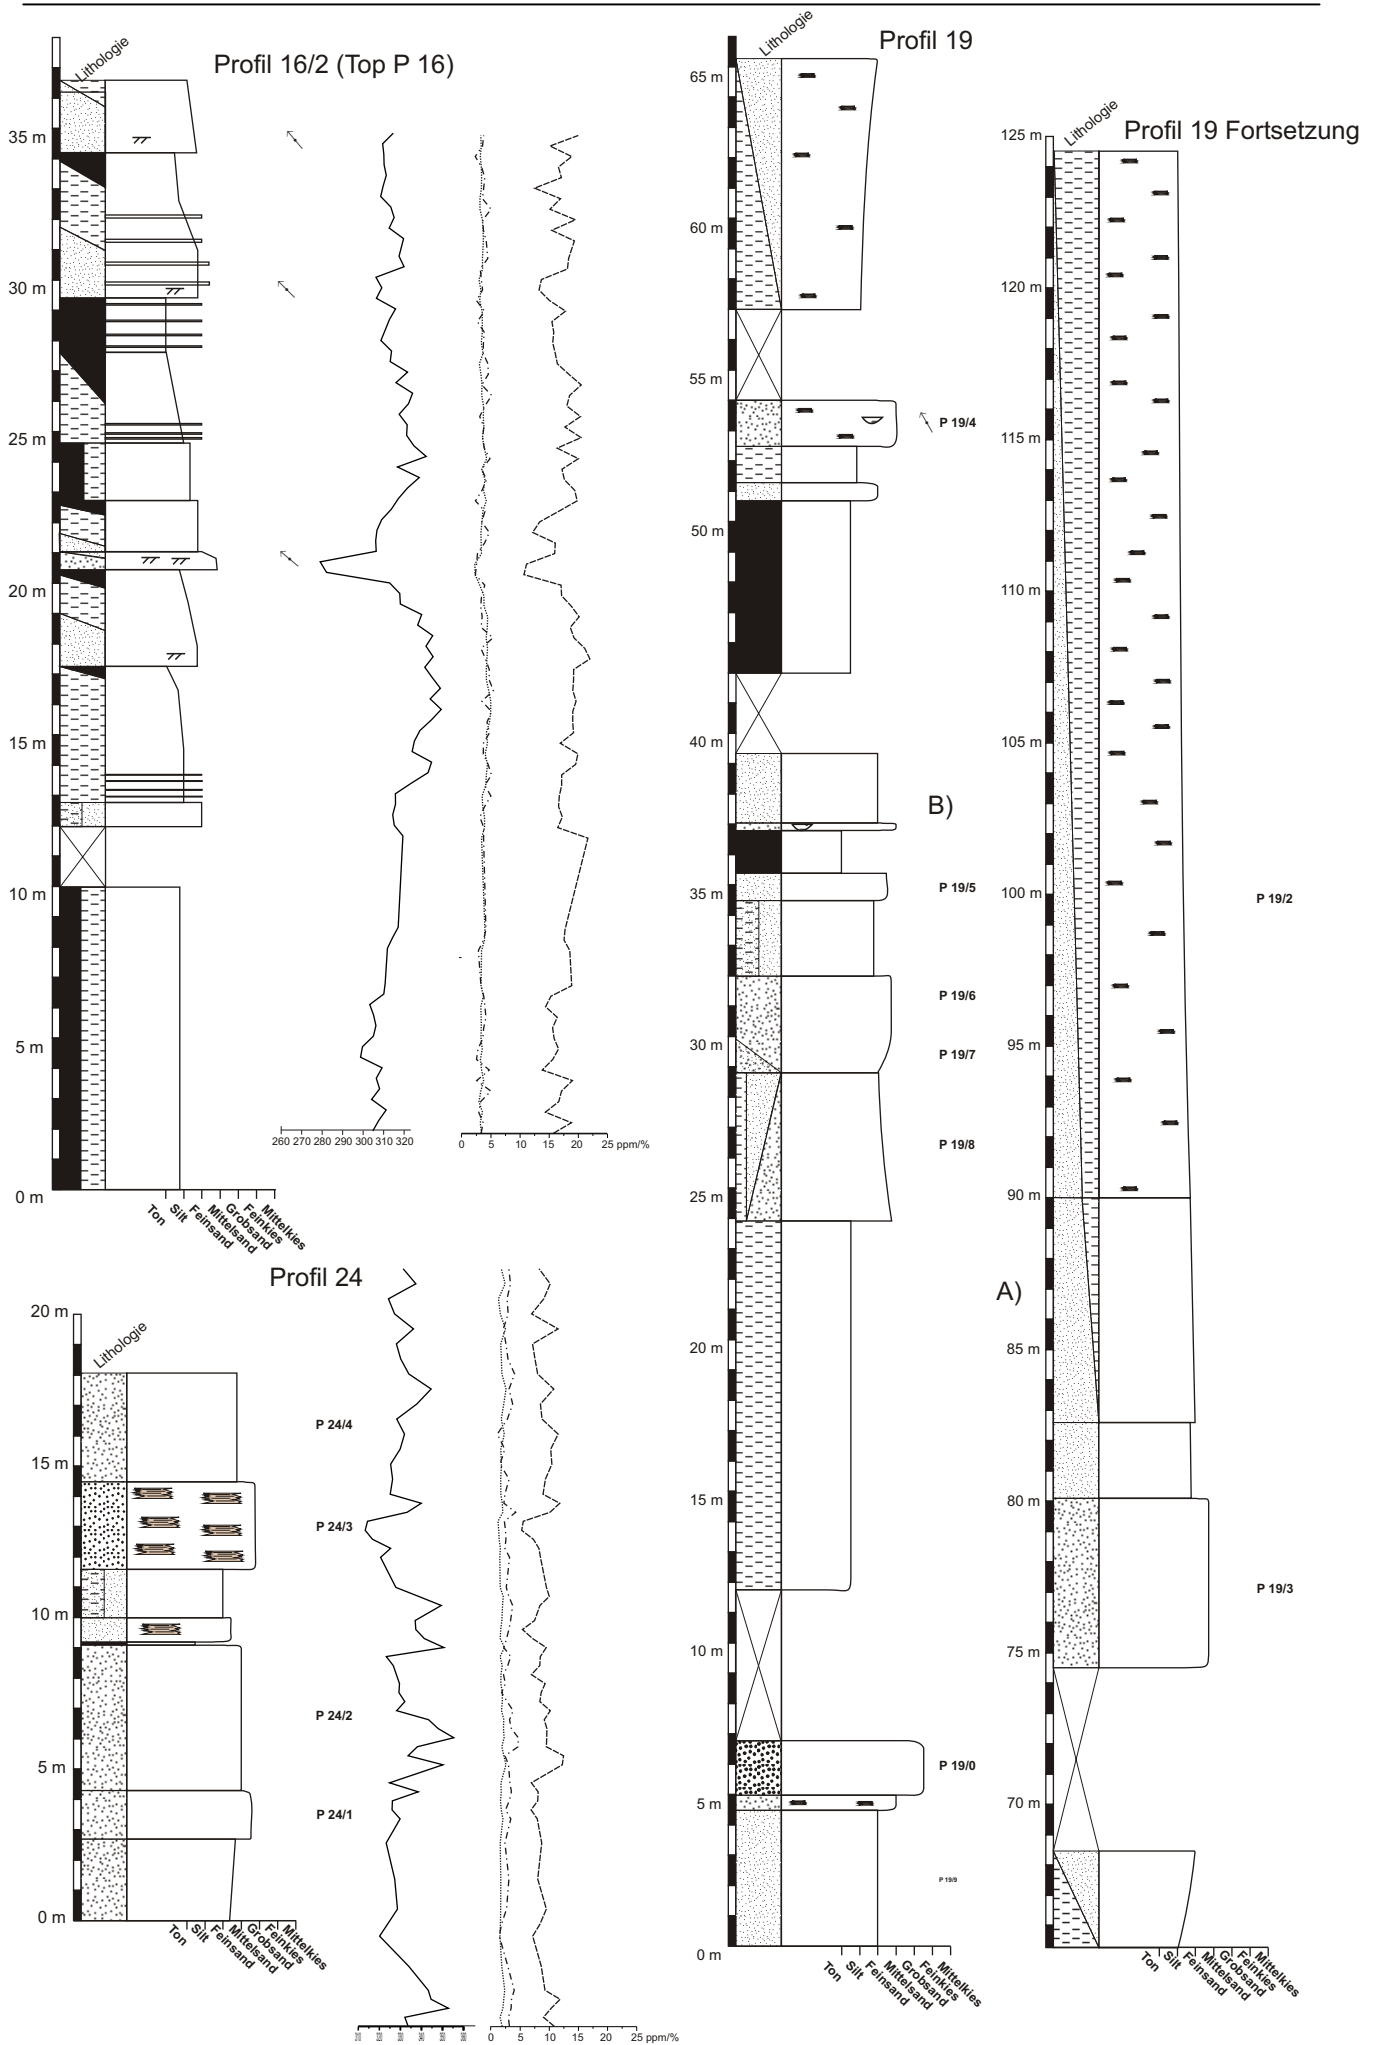 Profil 16/2 (Top P 16)
Lithologie
35 m
30 m
25 m
20 m
15 m
10 m
5 m
0 m
Ton
Silt
Feinsand
Mittelsand
Grobsand
Feinkies
Mittelkies
260 270 280 290 300 310 320
0 5 10 15 20 25 ppm/%
Profil 24
Lithologie
20 m
15 m
10 m
5 m
0 m
P 24/4
P 24/3
P 24/2
P 24/1
Ton
Silt
Feinsand
Mittelsand
Grobsand
Feinkies
Mittelkies
0 5 10 15 20 25 ppm/%
Profil 19
Lithologie
65 m
60 m
55 m
50 m
40 m
35 m
30 m
25 m
20 m
15 m
10 m
5 m
0 m
P 19/4
B)
P 19/5
P 19/6
P 19/7
P 19/8
P 19/0
P 19/9
Ton
Silt
Feinsand
Mittelsand
Grobsand
Feinkies
Mittelkies
Profil 19 Fortsetzung
Lithologie
125 m
120 m
115 m
110 m
105 m
100 m
95 m
90 m
85 m
80 m
75 m
70 m
P 19/2
A)
P 19/3
Ton
Silt
Feinsand
Mittelsand
Grobsand
Feinkies
Mittelkies